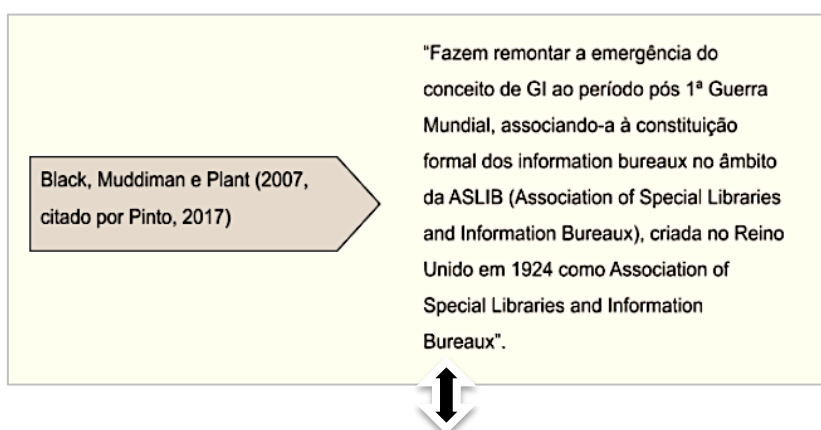 Black, Muddiman e Plant (2007,
citado por Pinto, 2017)
“Fazem remontar a emergência do
conceito de GI ao período pós 1ª Guerra
Mundial, associando-a à constituição
formal dos information bureaux no âmbito
da ASLIB (Association of Special Libraries
and Information Bureaux), criada no Reino
Unido em 1924 como Association of
Special Libraries and Information
Bureaux”.